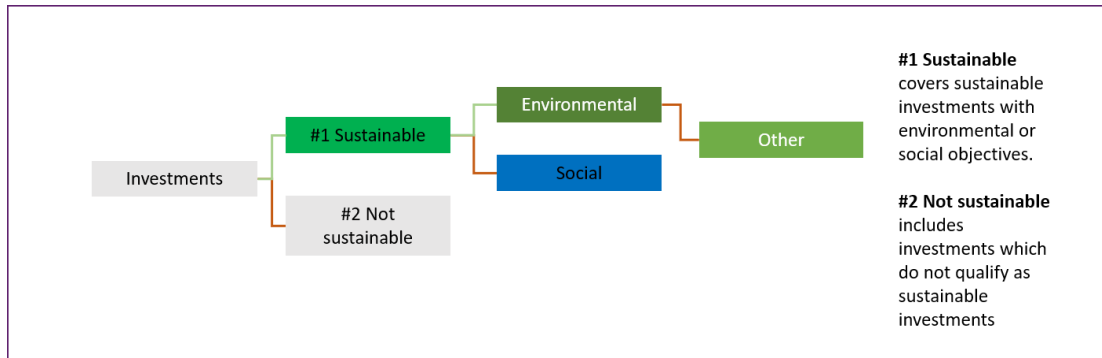 Investments
#1 Sustainable
#2 Not
sustainable
Environmental
Social
Other
#1 Sustainable
covers sustainable
investments with
environmental or
social objectives.
#2 Not sustainable
includes
investments which
do not qualify as
sustainable
investments